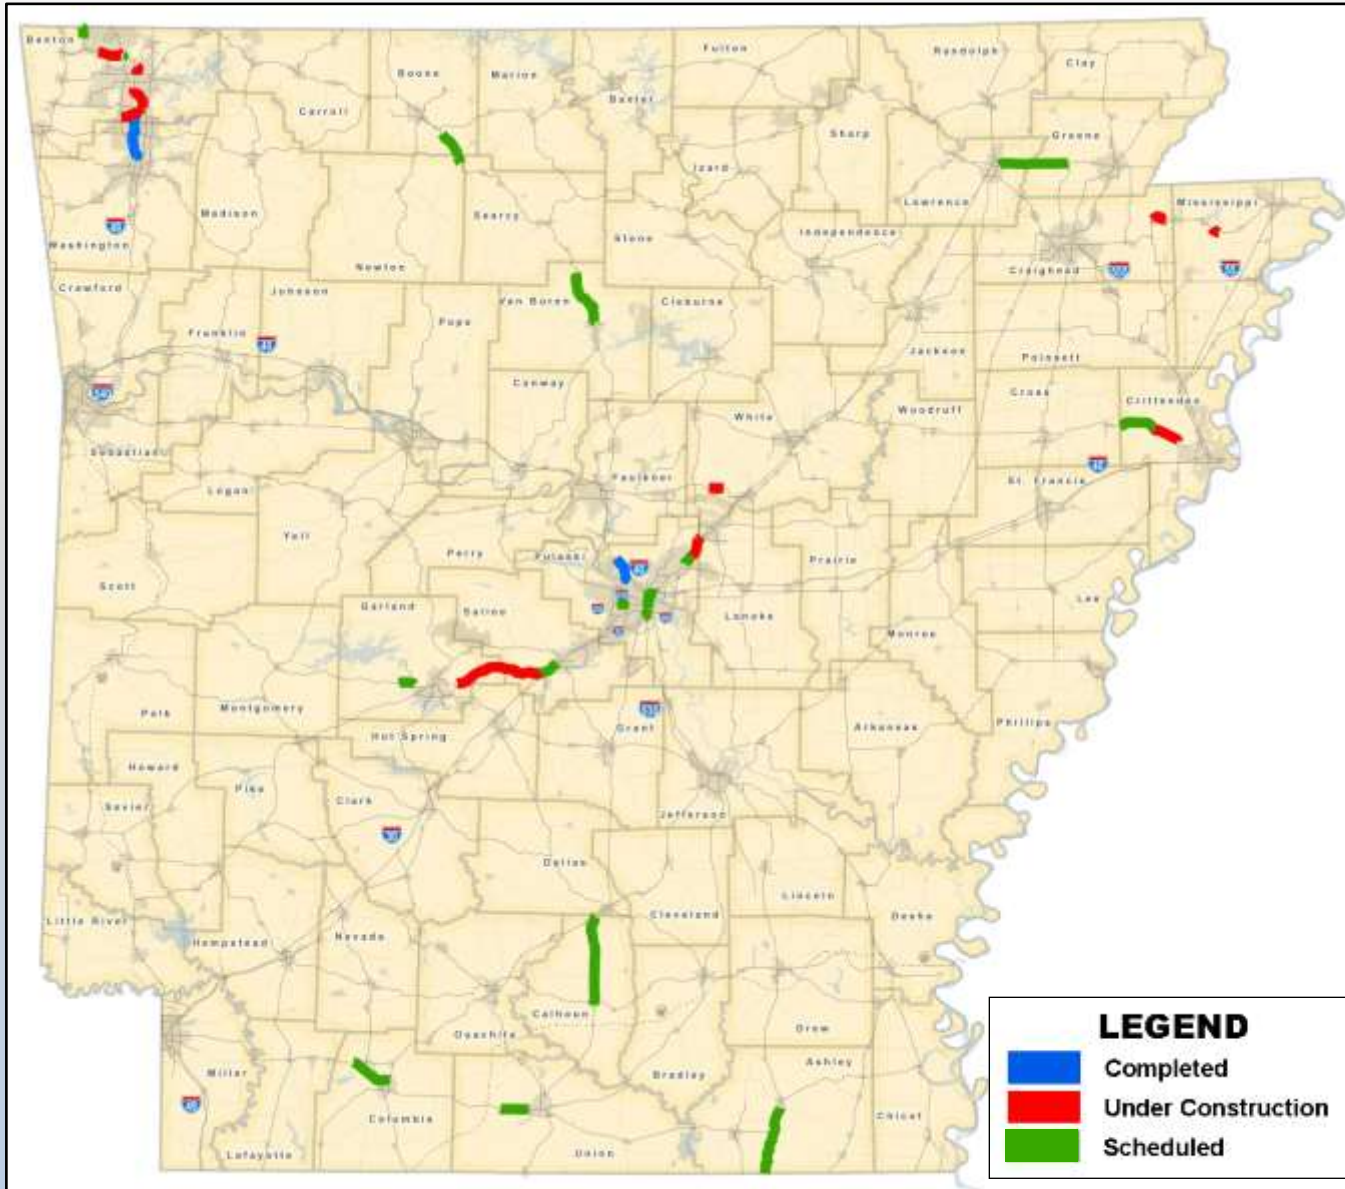 Benton
Boone
Marion
Fulton
Randolph
Clay
Carroll
Baxter
Sharp
Greene
Izard
Madison
Searcy
Lawrence
Mississippi
Washington
Stone
Independence
Newton
Craighead
Crawford
Johnson
Van Buren
Cleburne
Franklin
Pope
Jackson
Poinsett
Conway
White
Woodruff
Cross
Crittenden
Sebastian
Logan
Faulkner
St. Francis
Yell
Perry
Pulaski
Prairie
Scott
Garland
Saline
Lonoke
Lee
Monroe
Polk
Montgomery
Hot Spring
Grant
Arkansas
Phillips
Howard
Pike
Sevier
Clark
Jefferson
Dallas
Lincoln
Little River
Hempstead
Nevada
Cleveland
Desha
Calhoun
Ouachita
Drew
Miller
Bradley
Ashley
Columbia
Chicot
Lafayette
Union
LEGEND
Completed
Under Construction
Scheduled